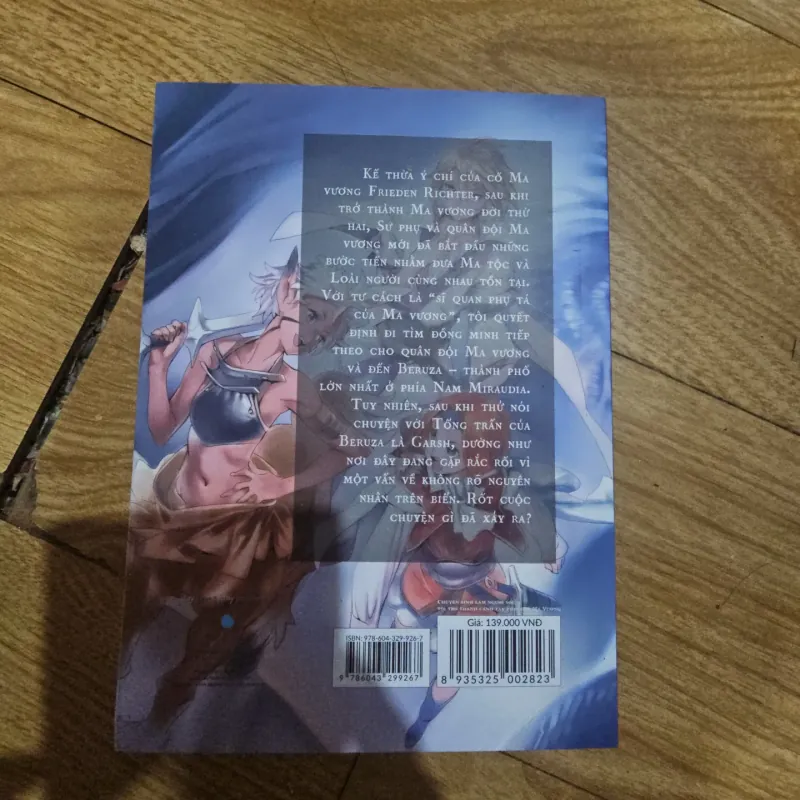 Kế thừa ý chí của cố Ma
vương Frieden Richter, sau khi
trở thành Ma vương đời thứ
hai, Sư phụ và quân đội Ma
vương mới đã bắt đầu những
bước tiến nhằm đưa Ma tộc và
Loài người cùng nhau tồn tại.
Với tư cách là “sĩ quan phụ tá
của Ma vương”, tôi quyết
định đi tìm đồng minh tiếp
theo cho quân đội Ma vương
và đến Beruza – thành phố
lớn nhất ở phía Nam Miraudia.
Tuy nhiên, sau khi thử nói
chuyện với Tổng trấn của
Beruza là Garsh, dường như
nơi đây đang gặp rắc rối vì
một vấn đề không rõ nguyên
nhân trên biển. Rốt cuộc
chuyện gì đã xảy ra?
Giá: 139.000 VNĐ
ISBN: 978-604-329-926-7
9 786043 299267
8 935325 002823